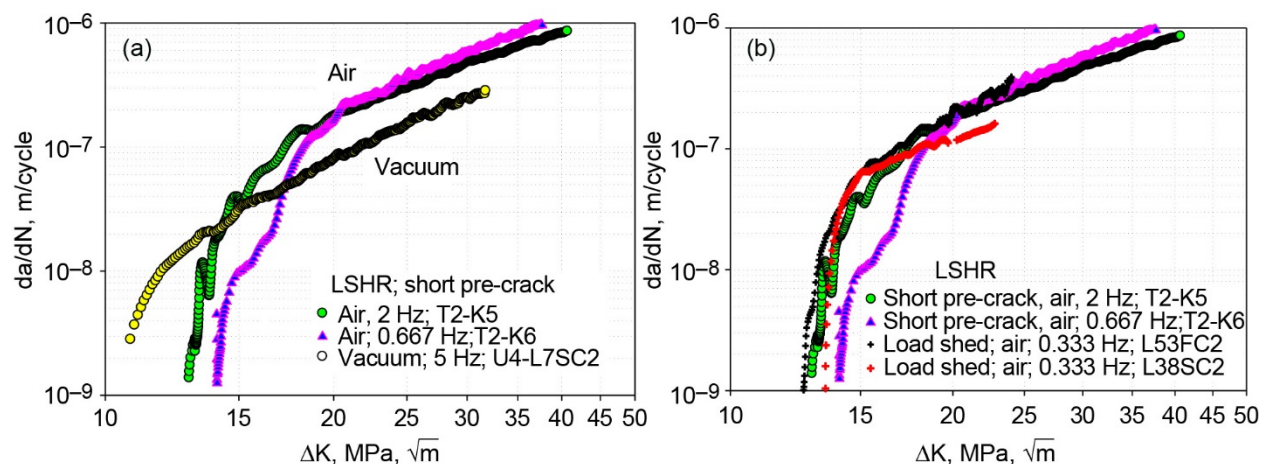 (a)
10⁻⁶
10⁻⁷
10⁻⁸
10⁻⁹
da/dN, m/cycle
Air
Vacuum
LSHR; short pre-crack
Air, 2 Hz; T2-K5
Air; 0.667 Hz;T2-K6
Vacuum; 5 Hz; U4-L7SC2
10 15 20 25 30 35 40 45 50
ΔK, MPa, √m
(b)
10⁻⁶
10⁻⁷
10⁻⁸
10⁻⁹
da/dN, m/cycle
LSHR
Short pre-crack, air, 2 Hz; T2-K5
Short pre-crack, air; 0.667 Hz;T2-K6
Load shed; air; 0.333 Hz; L53FC2
Load shed; air; 0.333 Hz; L38SC2
10 15 20 25 30 35 40 45 50
ΔK, MPa, √m